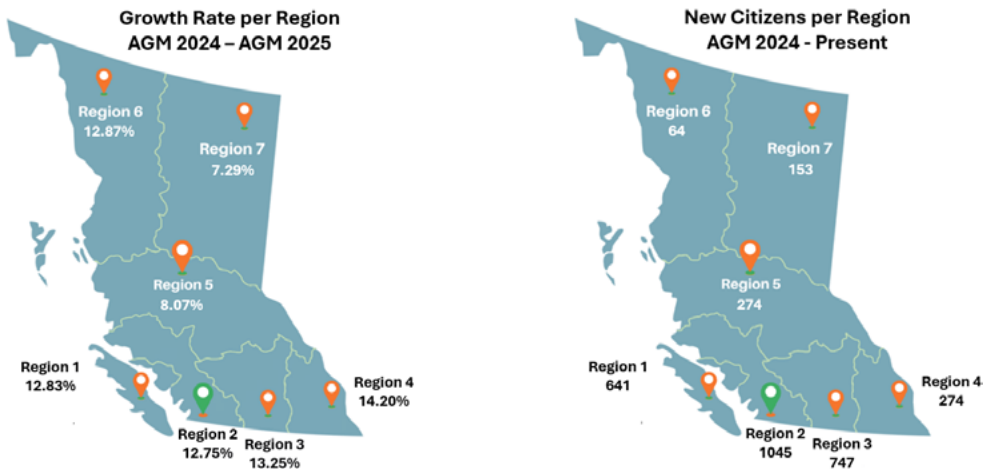 Growth Rate per Region
AGM 2024 – AGM 2025
Region 6
12.87%
Region 7
7.29%
Region 5
8.07%
Region 1
12.83%
Region 4
14.20%
Region 2
12.75%
Region 3
13.25%
New Citizens per Region
AGM 2024 - Present
Region 6
64
Region 7
153
Region 5
274
Region 1
641
Region 4
274
Region 2
1045
Region 3
747